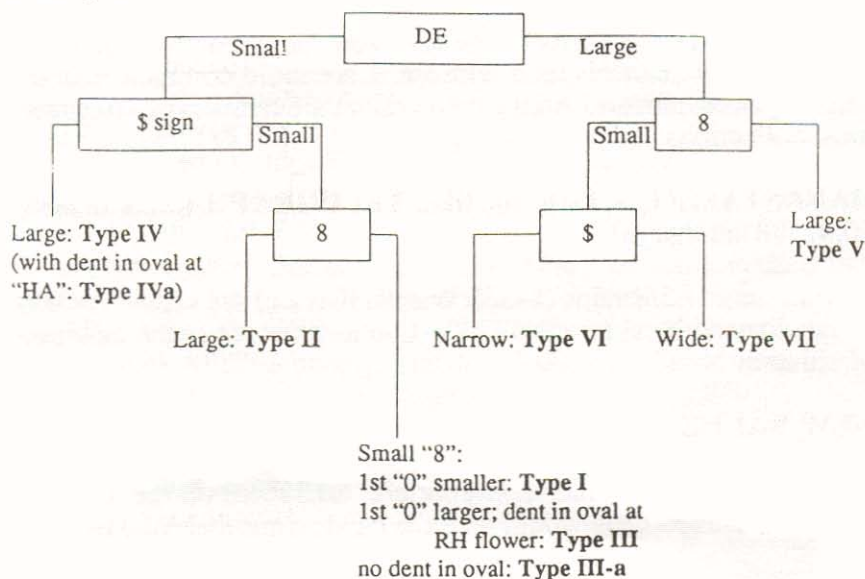 DE
Small
Large
$ sign
Small
Small
8
Large: Type IV
(with dent in oval at
“HA”: Type IVa)
8
$
Large:
Type V
Large: Type II
Narrow: Type VI
Wide: Type VII
Small “8”:
1st “0” smaller: Type I
1st “0” larger; dent in oval at
RH flower: Type III
no dent in oval: Type III-a